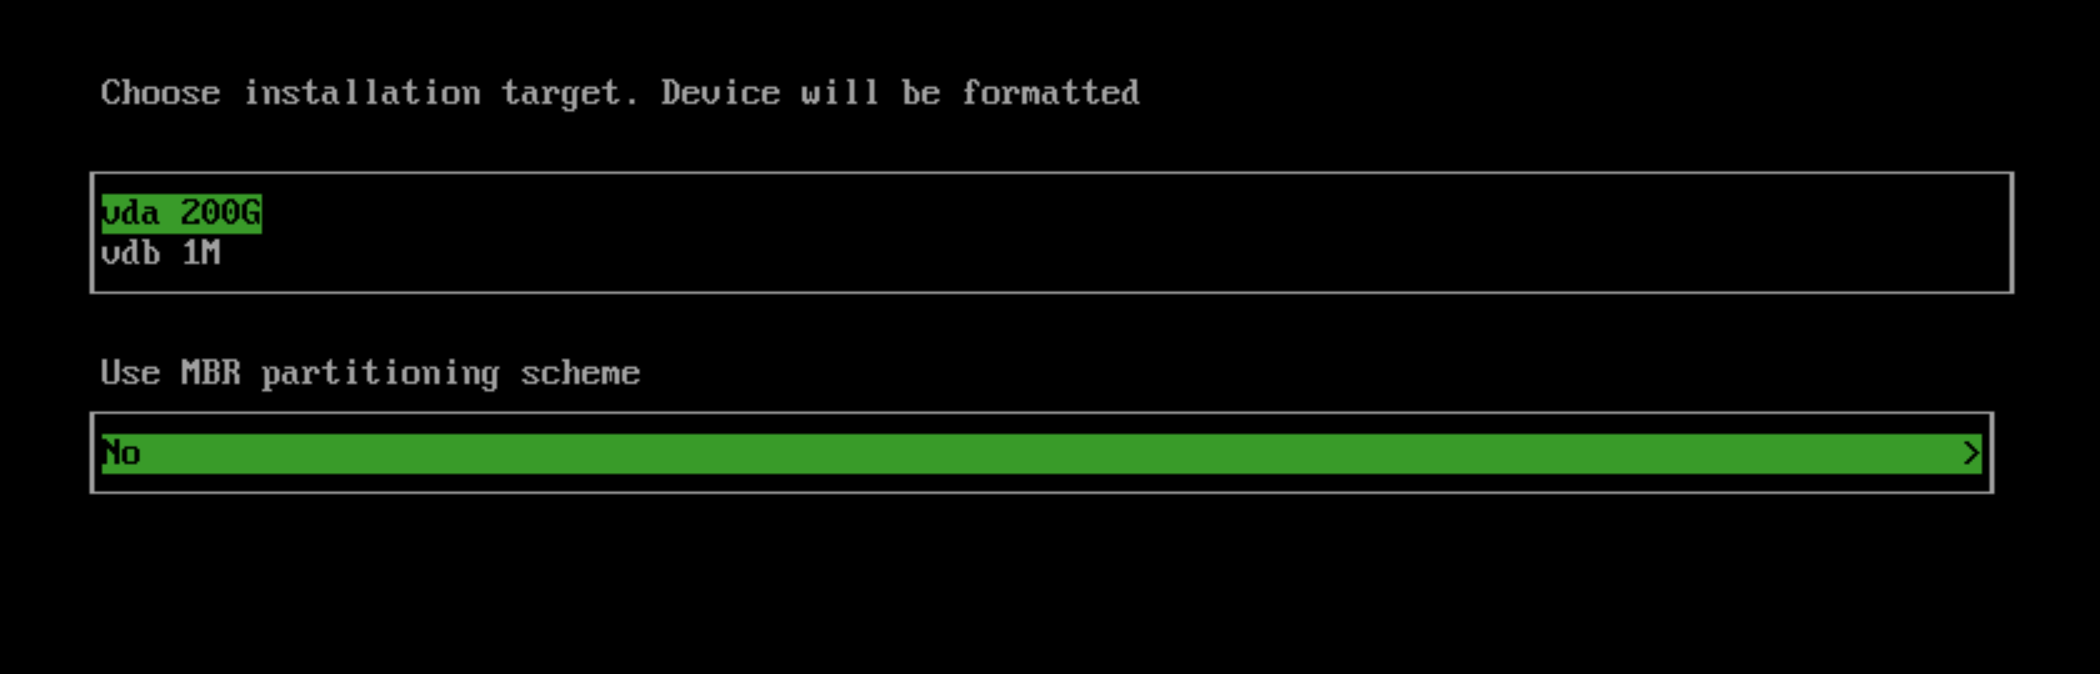 Choose installation target. Device will be formatted
vda 200G
vdb 1M
Use MBR partitioning scheme
No >